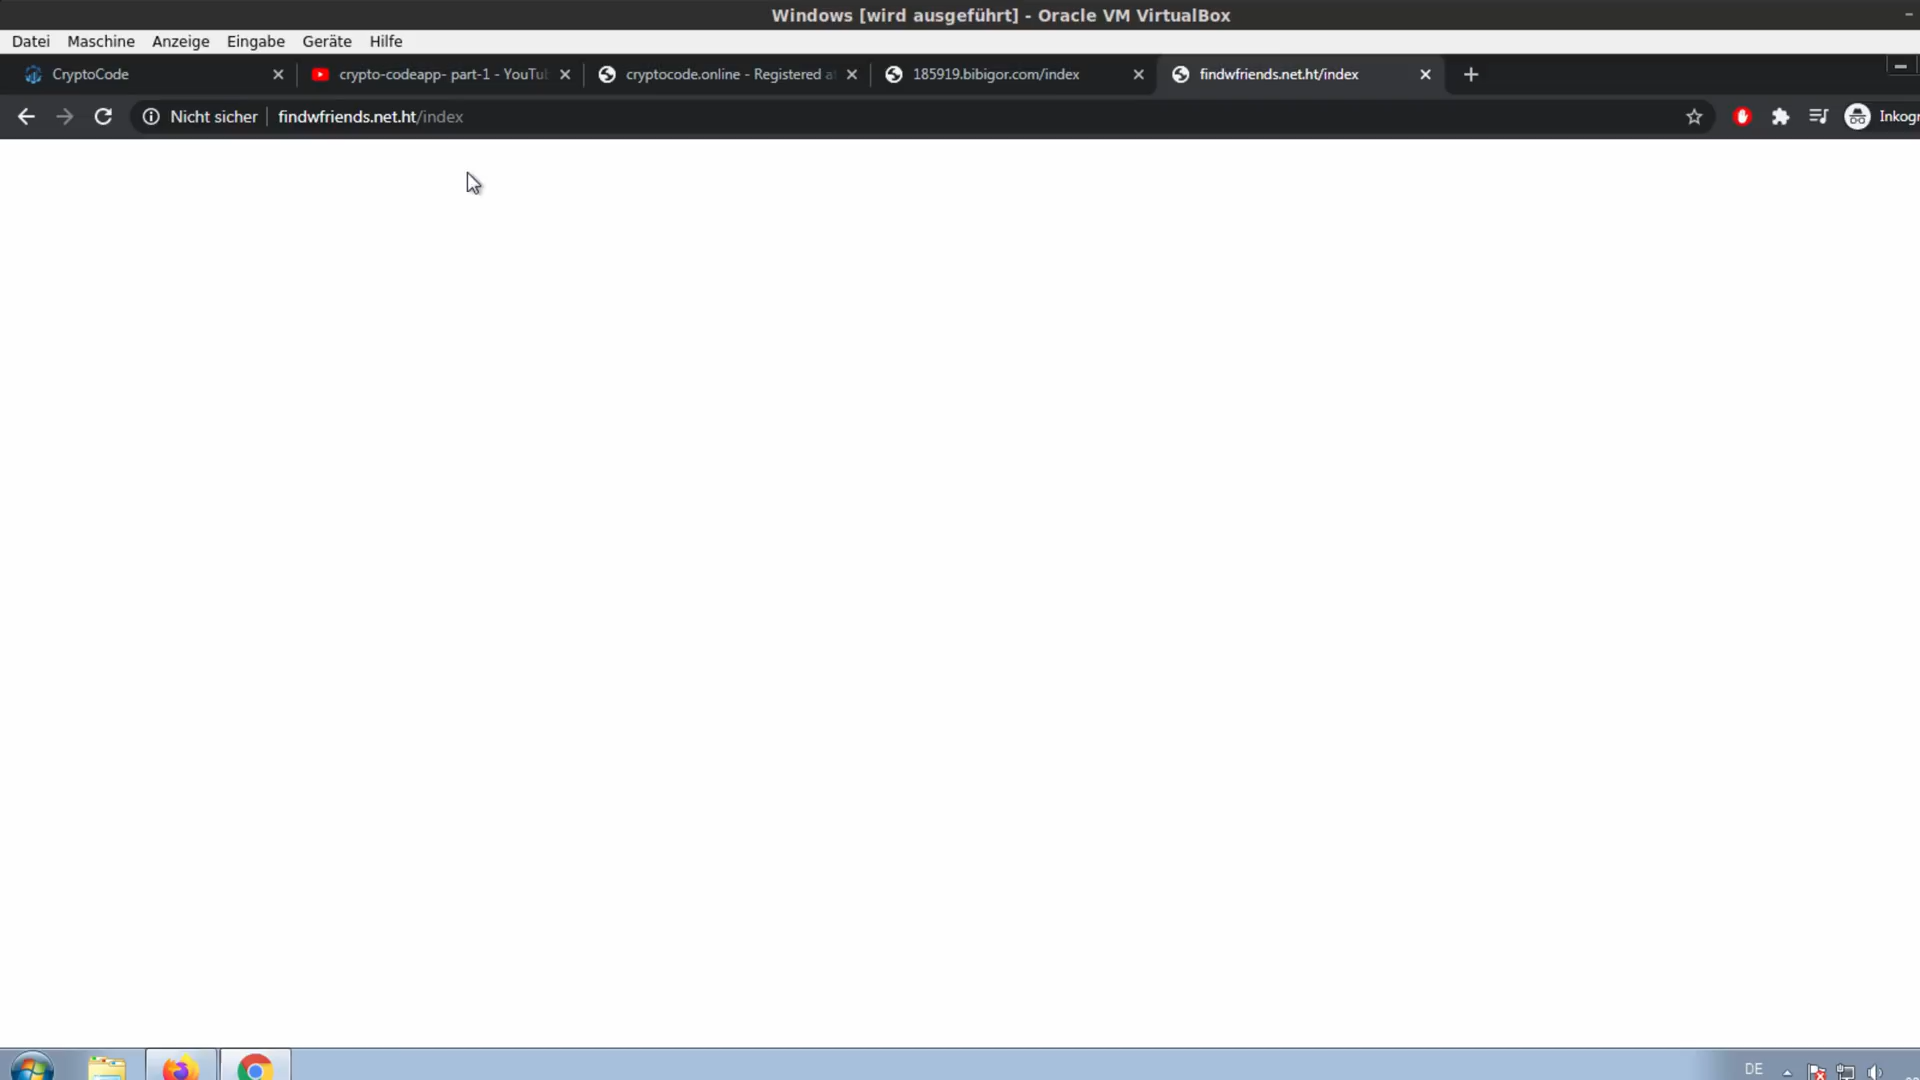 Windows [wird ausgeführt] - Oracle VM VirtualBox
Datei Maschine Anzeige Eingabe Geräte Hilfe
CryptoCode
crypto-codeapp- part-1 - YouTu
cryptocode.online - Registered a
185919.bibigor.com/index
findwfriends.net.ht/index
Nicht sicher findwfriends.net.ht/index
Inkogn
DE